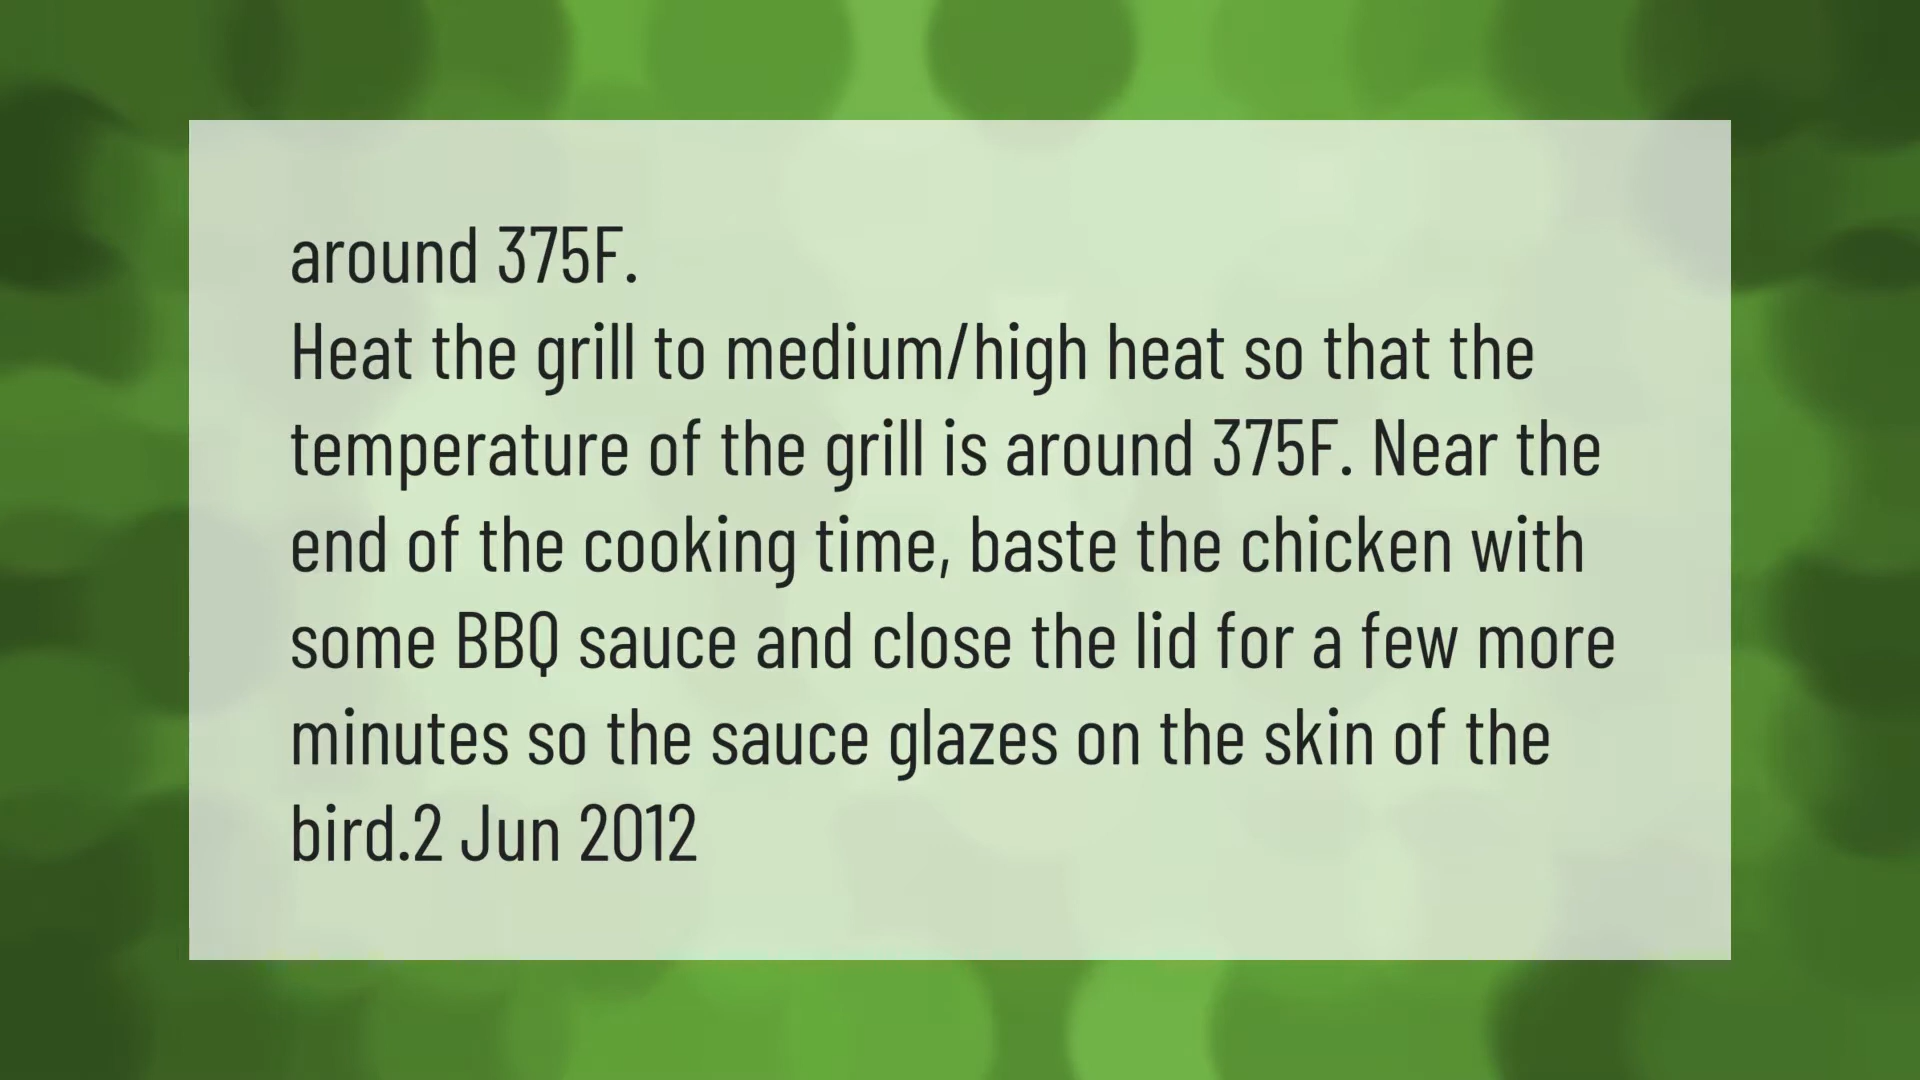 around 375F.
Heat the grill to medium/high heat so that the
temperature of the grill is around 375F. Near the
end of the cooking time, baste the chicken with
some BBQ sauce and close the lid for a few more
minutes so the sauce glazes on the skin of the
bird.2 Jun 2012